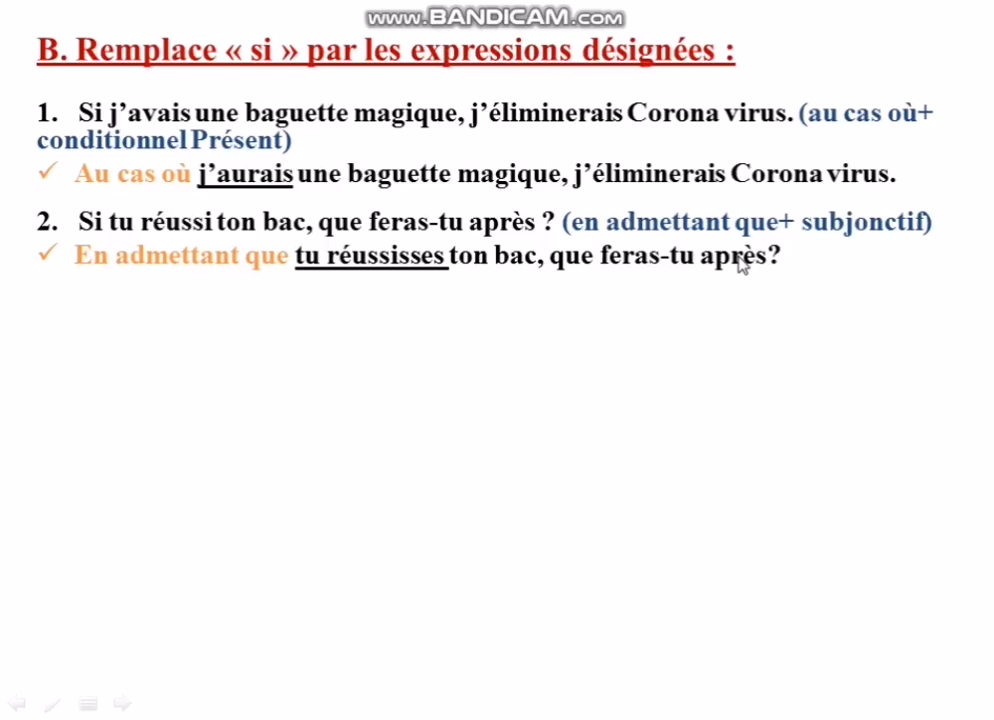 www.BANDICAM.com
B. Remplace « si » par les expressions désignées :
1. Si j’avais une baguette magique, j’éliminerais Corona virus. (au cas où+
conditionnel Présent)
✓ Au cas où j’aurais une baguette magique, j’éliminerais Corona virus.
2. Si tu réussi ton bac, que feras-tu après ? (en admettant que+ subjonctif)
✓ En admettant que tu réussisses ton bac, que feras-tu après?